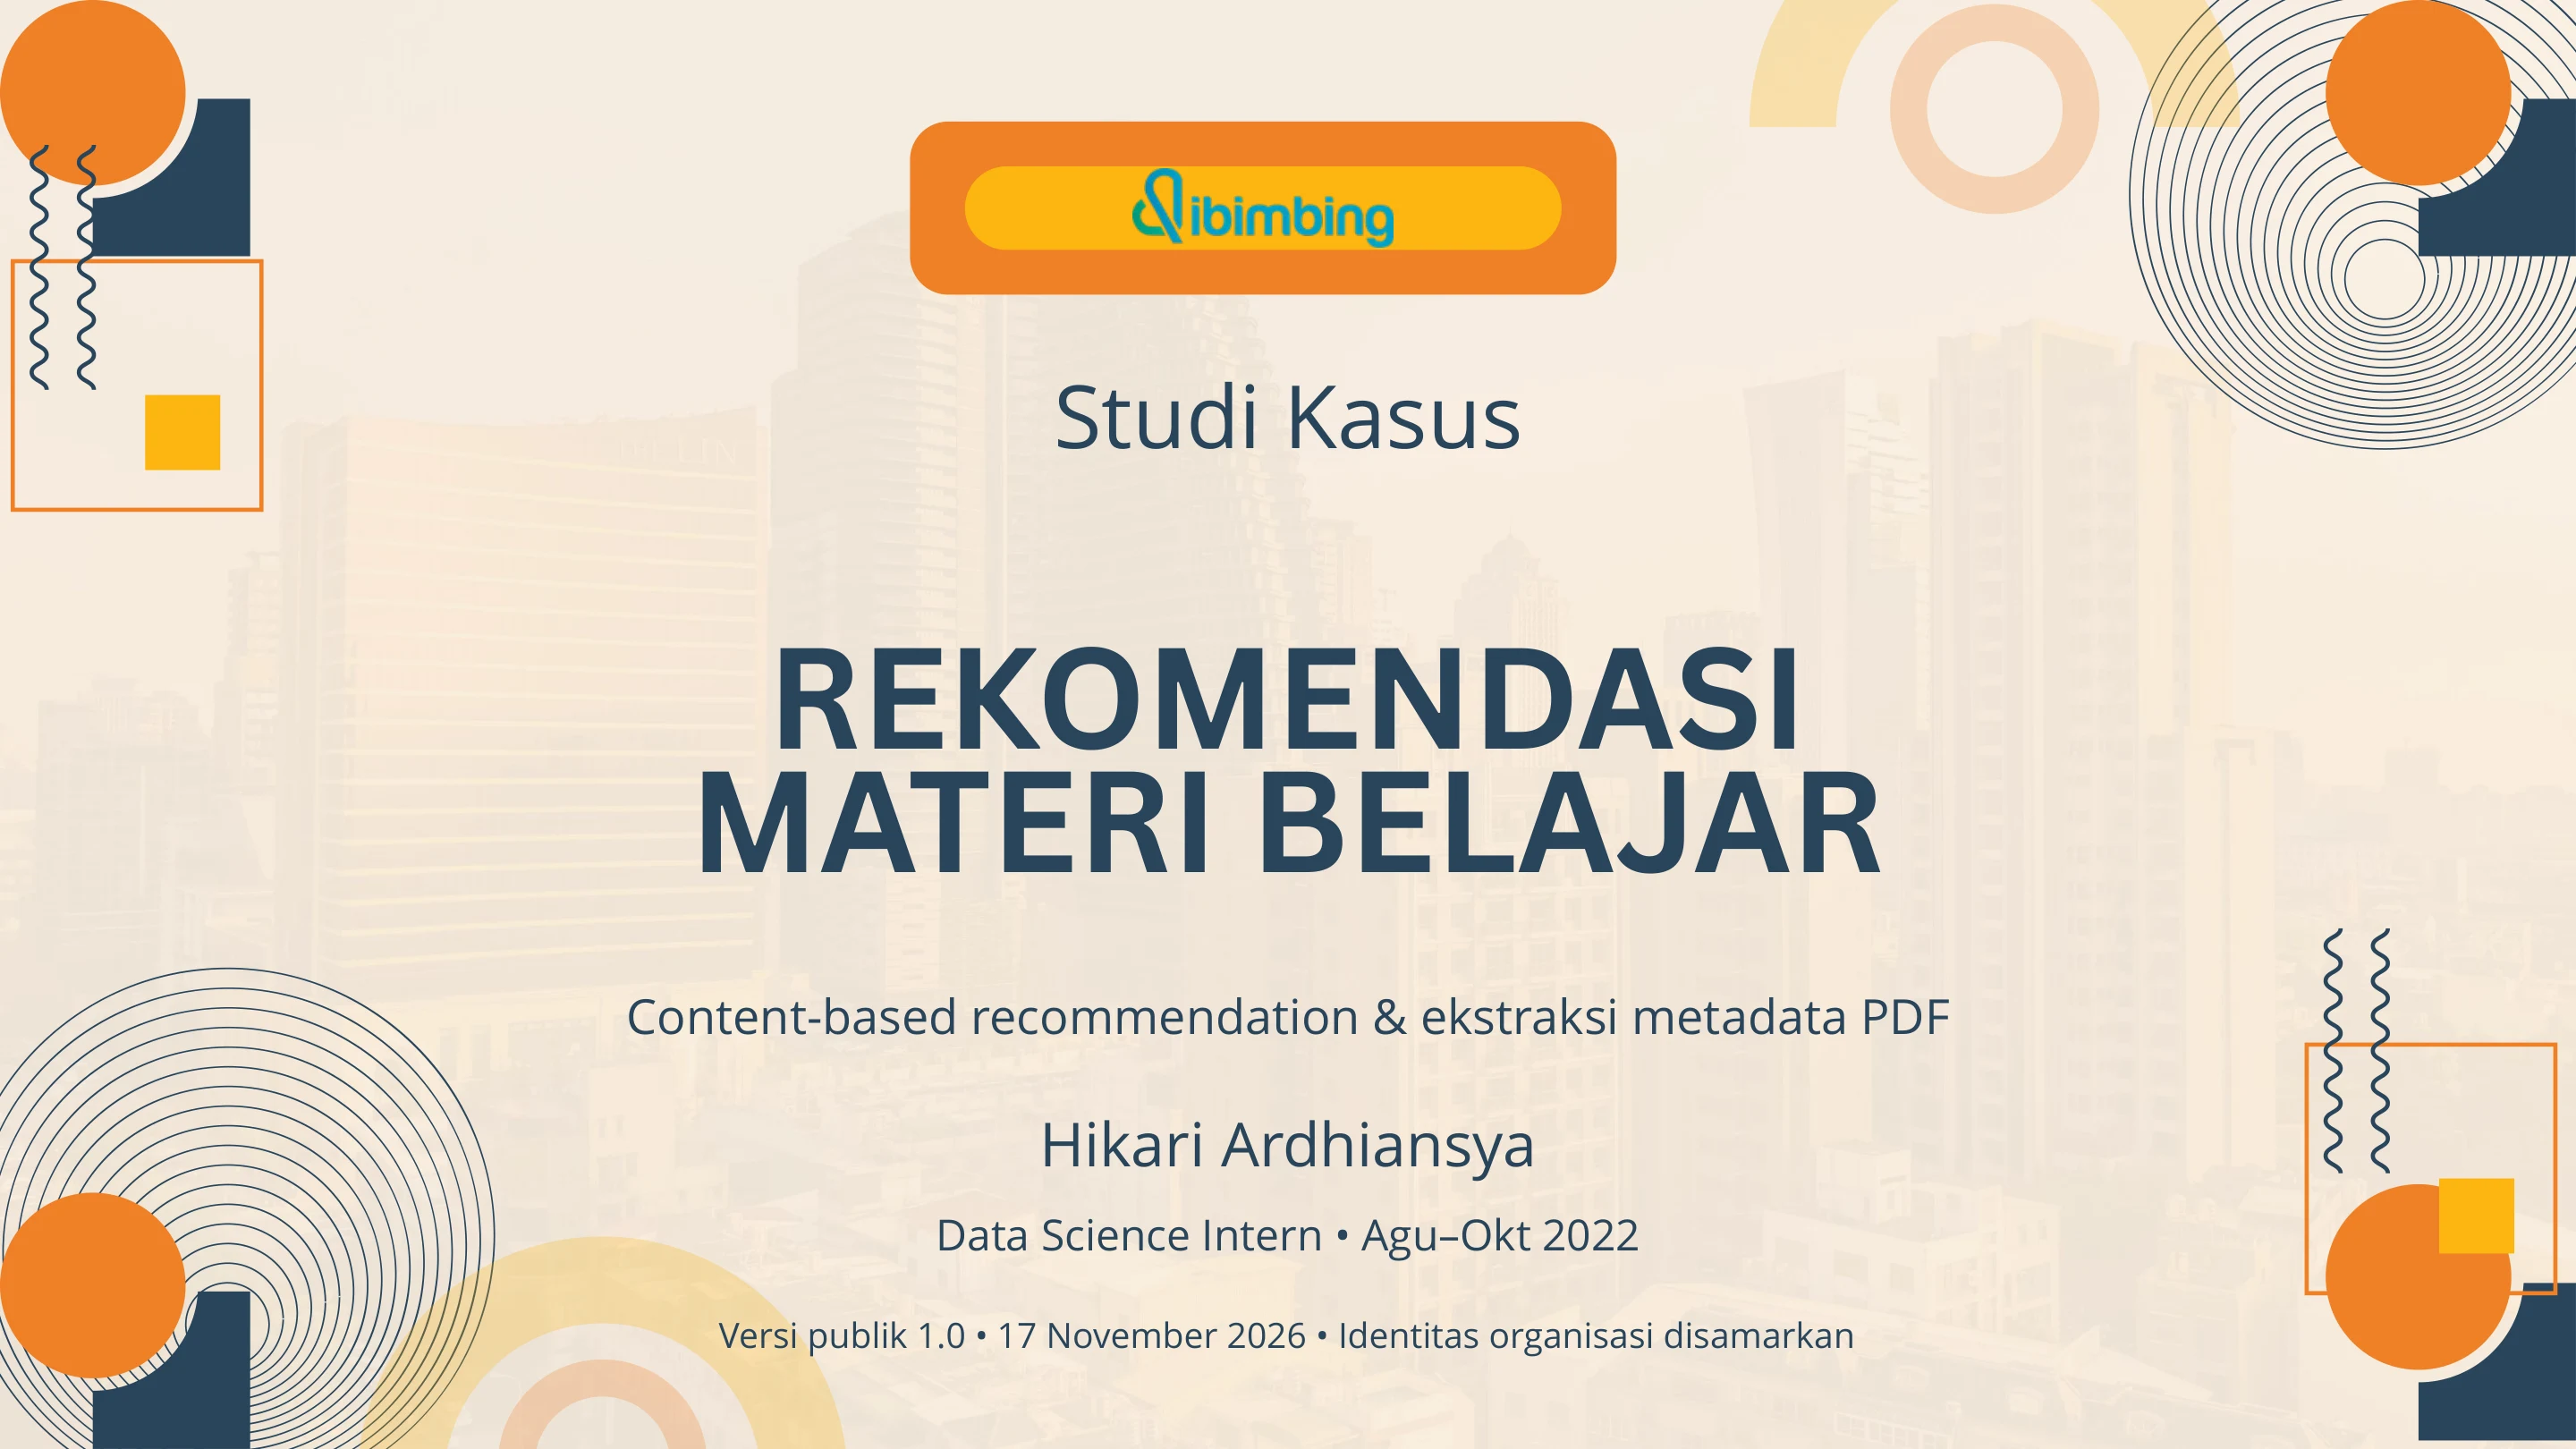 dibimbing
Studi Kasus
REKOMENDASI
MATERI BELAJAR
Content-based recommendation & ekstraksi metadata PDF
Hikari Ardhiansya
Data Science Intern • Agu–Okt 2022
Versi publik 1.0 • 17 November 2026 • Identitas organisasi disamarkan